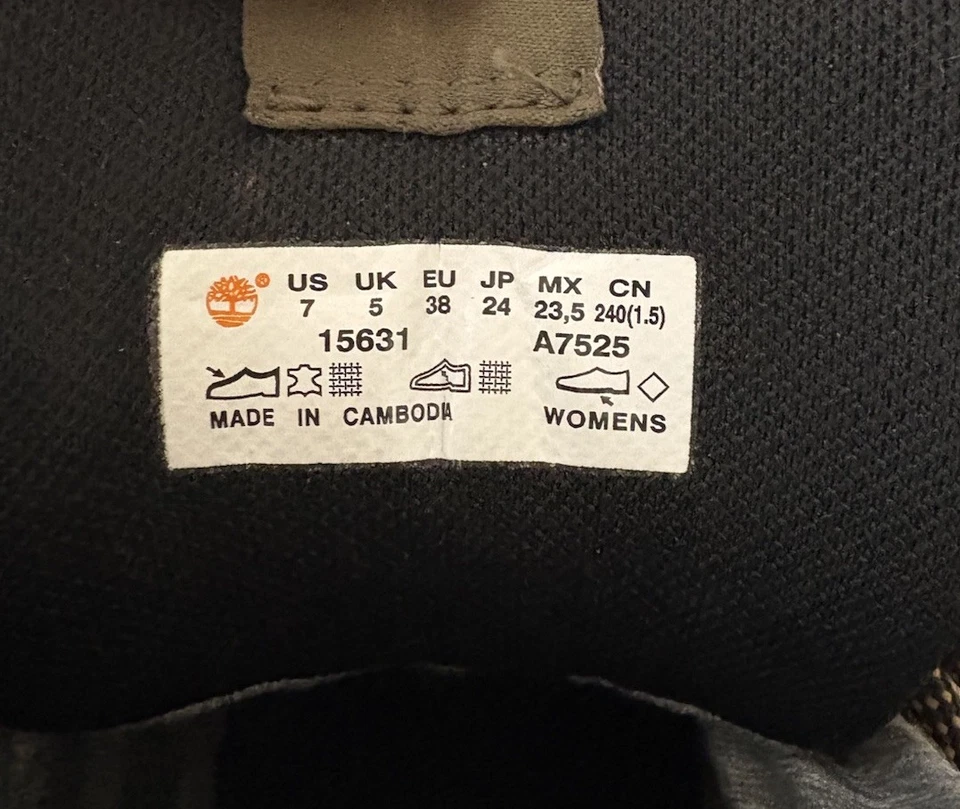 ® US UK EU JP MX CN
7 5 38 24 23,5 240(1.5)
15631 A7525
MADE IN CAMBODIA WOMENS